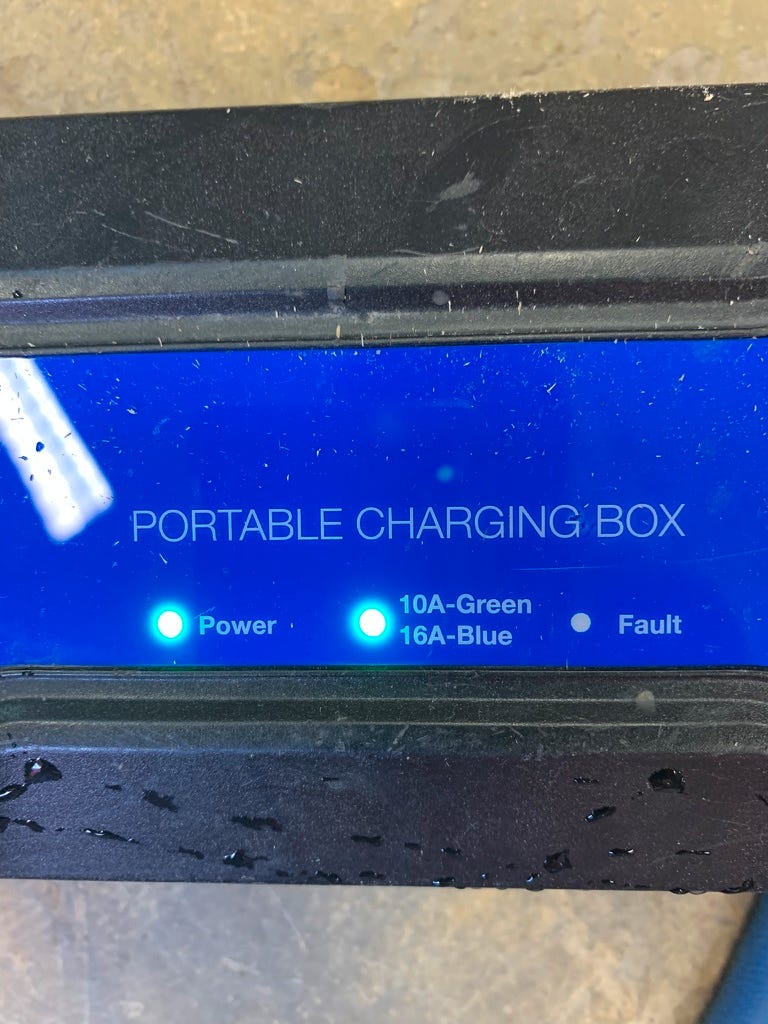 PORTABLE CHARGING BOX
Power
10A-Green
16A-Blue
Fault